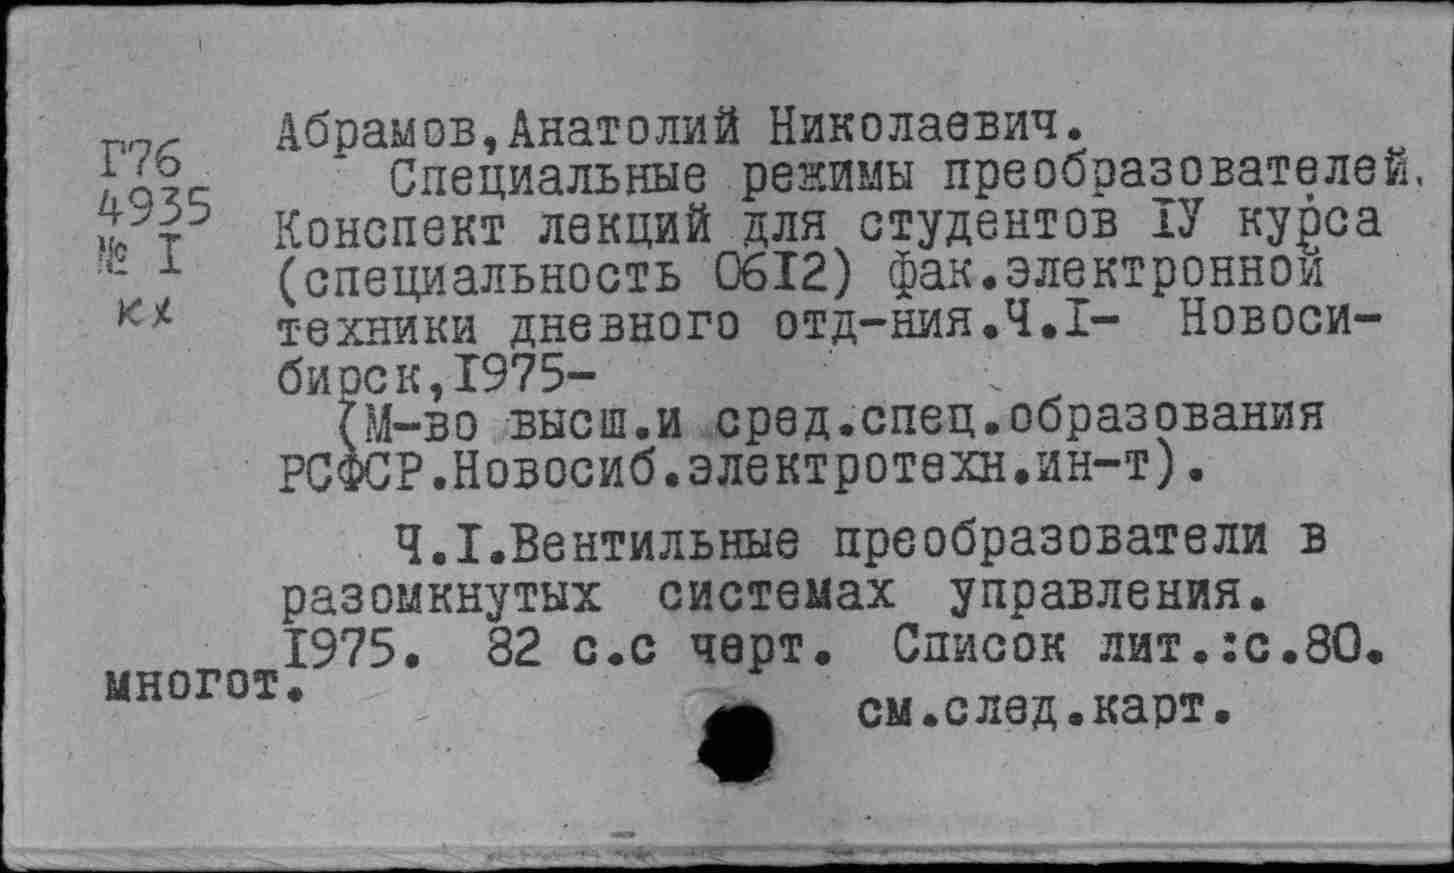 Г76
4935
№ I
кх
Абрамов,Анатолий Николаевич.
Специальные режимы преобразователей.
Конспект лекций для студентов IУ курса
(специальность 0612) фак.электронной
техники дневного отд-ния.Ч.I- Новоси-
бирск,1975-
(М-во высш.и сред.спец.образования
РСФСР.Новосиб.электротехн.ин-т).
Ч.I.Вентильные преобразователи в
разомкнутых системах управления.
1975. 82 с.с черт. Список лит.:с.80.
многот.
см.след.карт.